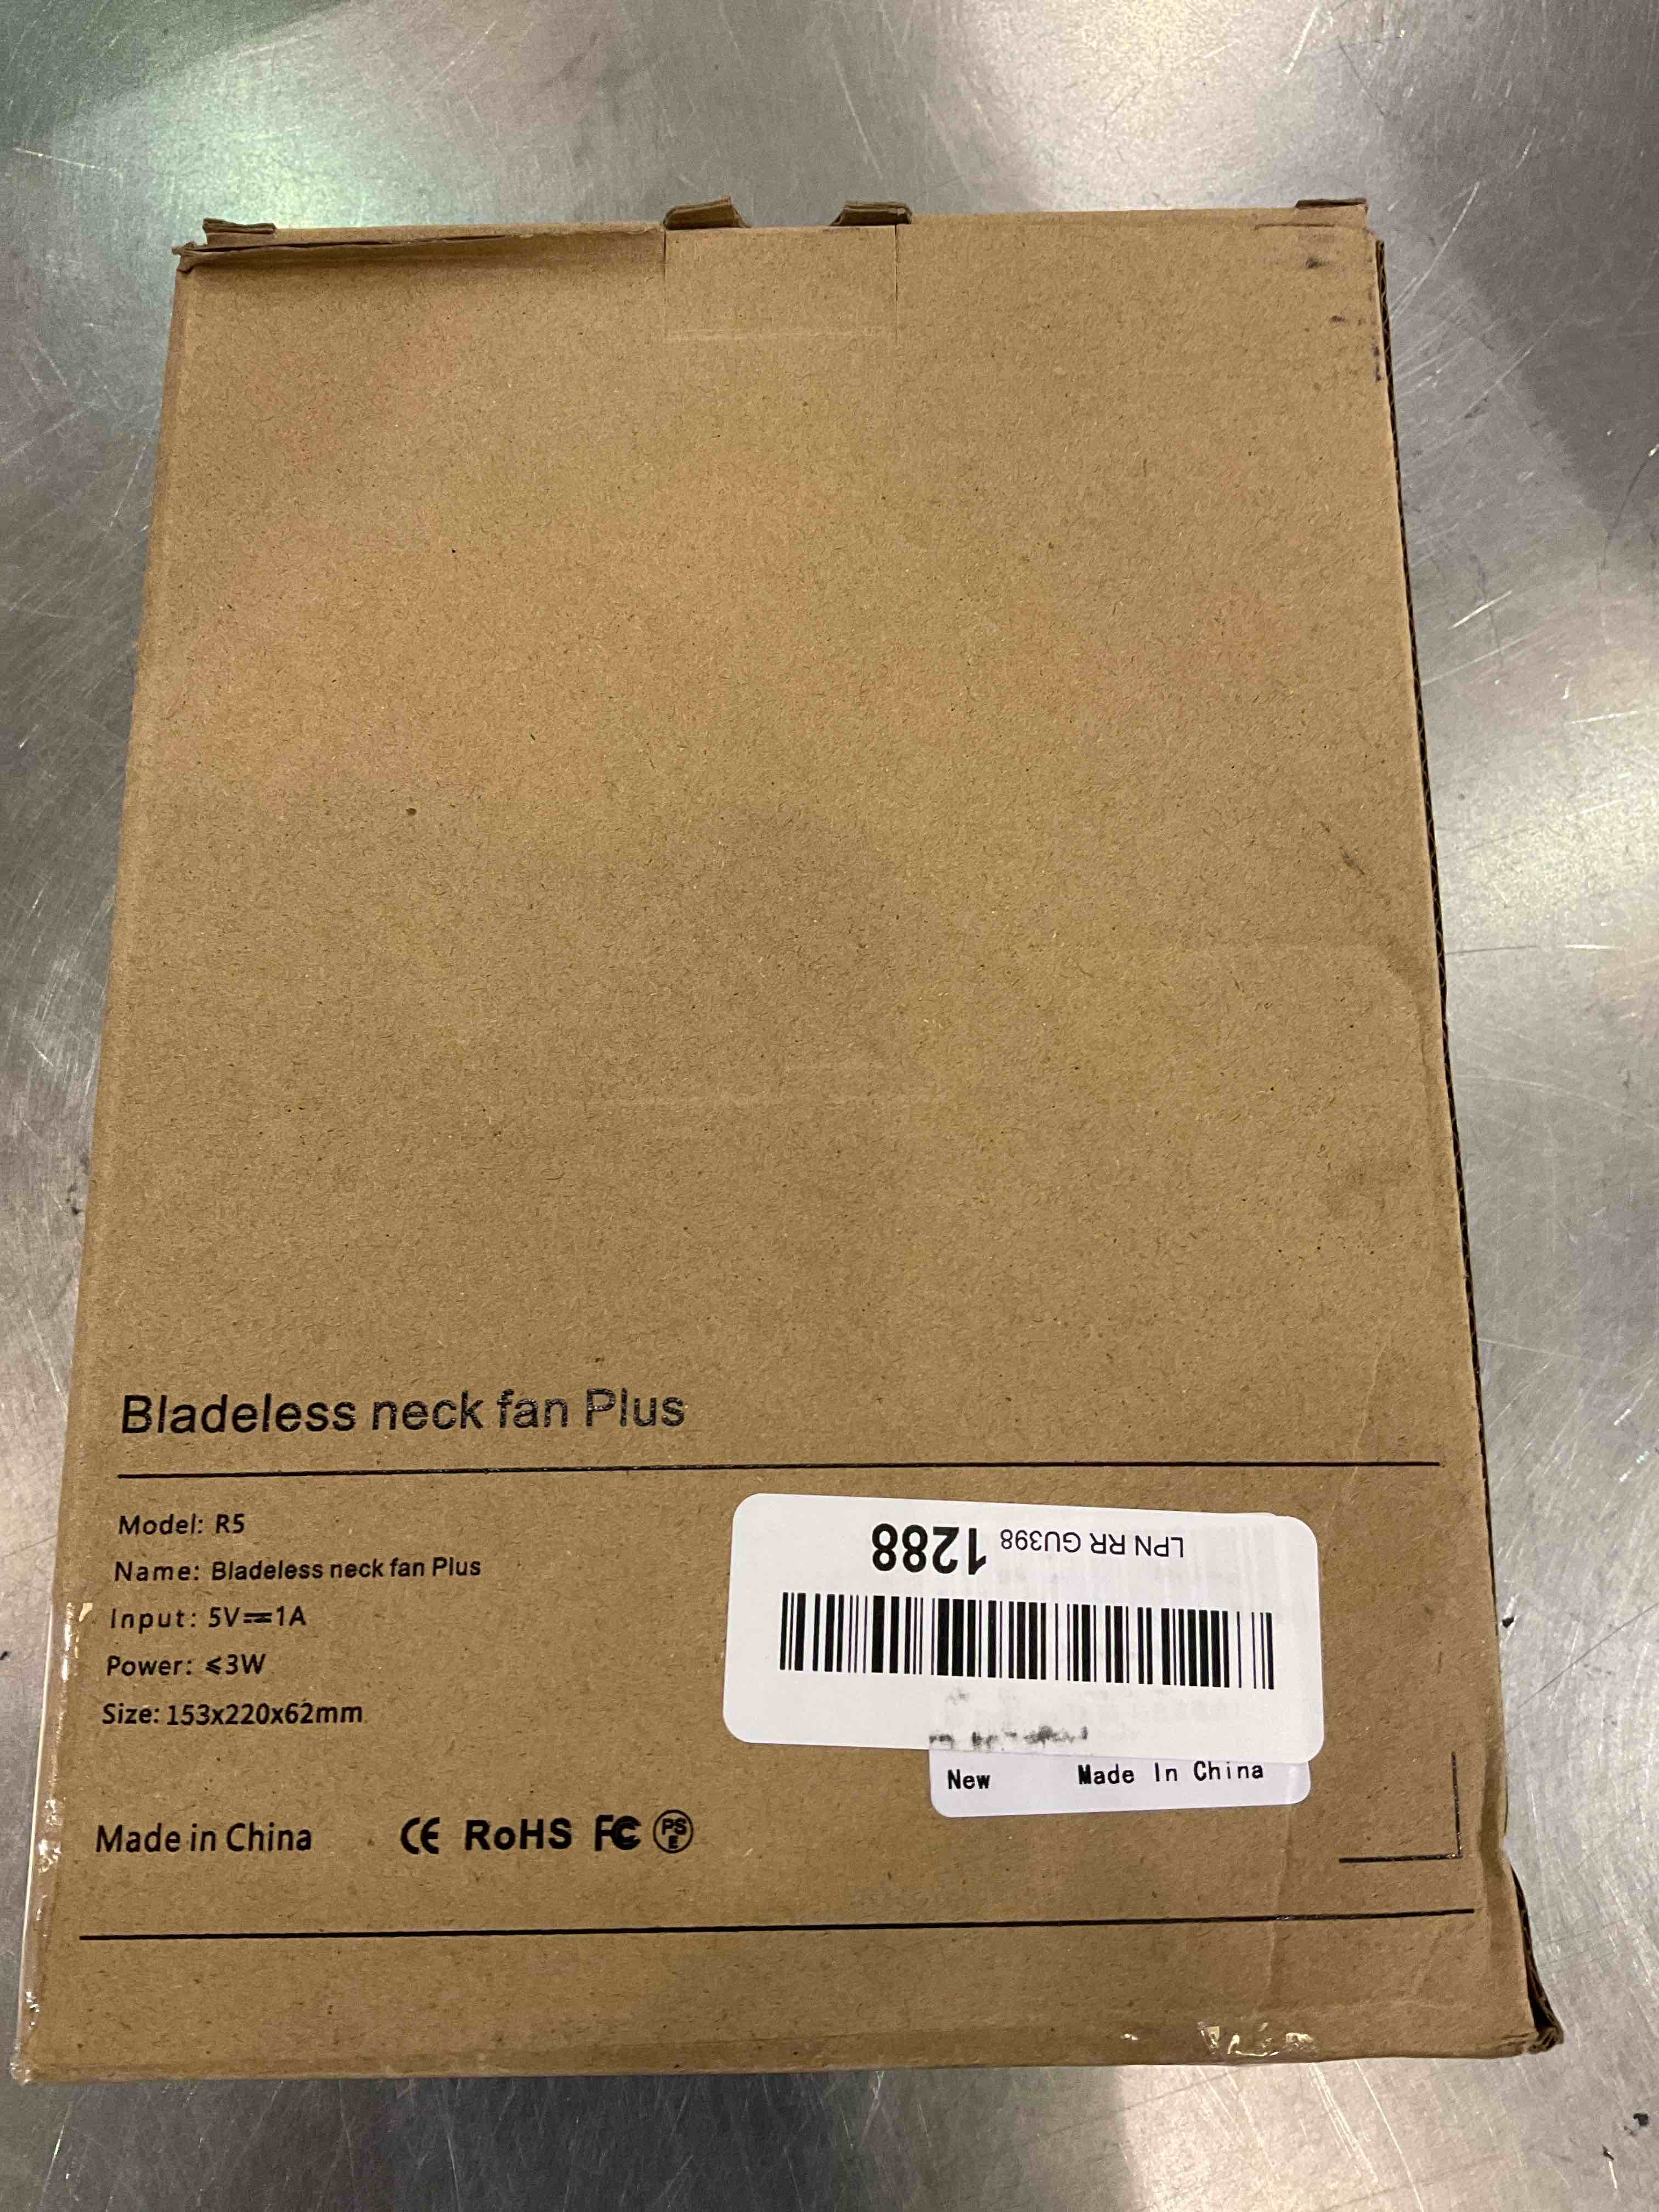 Bladeless neck fan Plus
Model: R5
Name: Bladeless neck fan Plus
Input: 5V⎓1A
Power: ≤3W
Size: 153x220x62mm
Made in China CE RoHS FC PSE
LPN RR GU398 1288
New Made In China